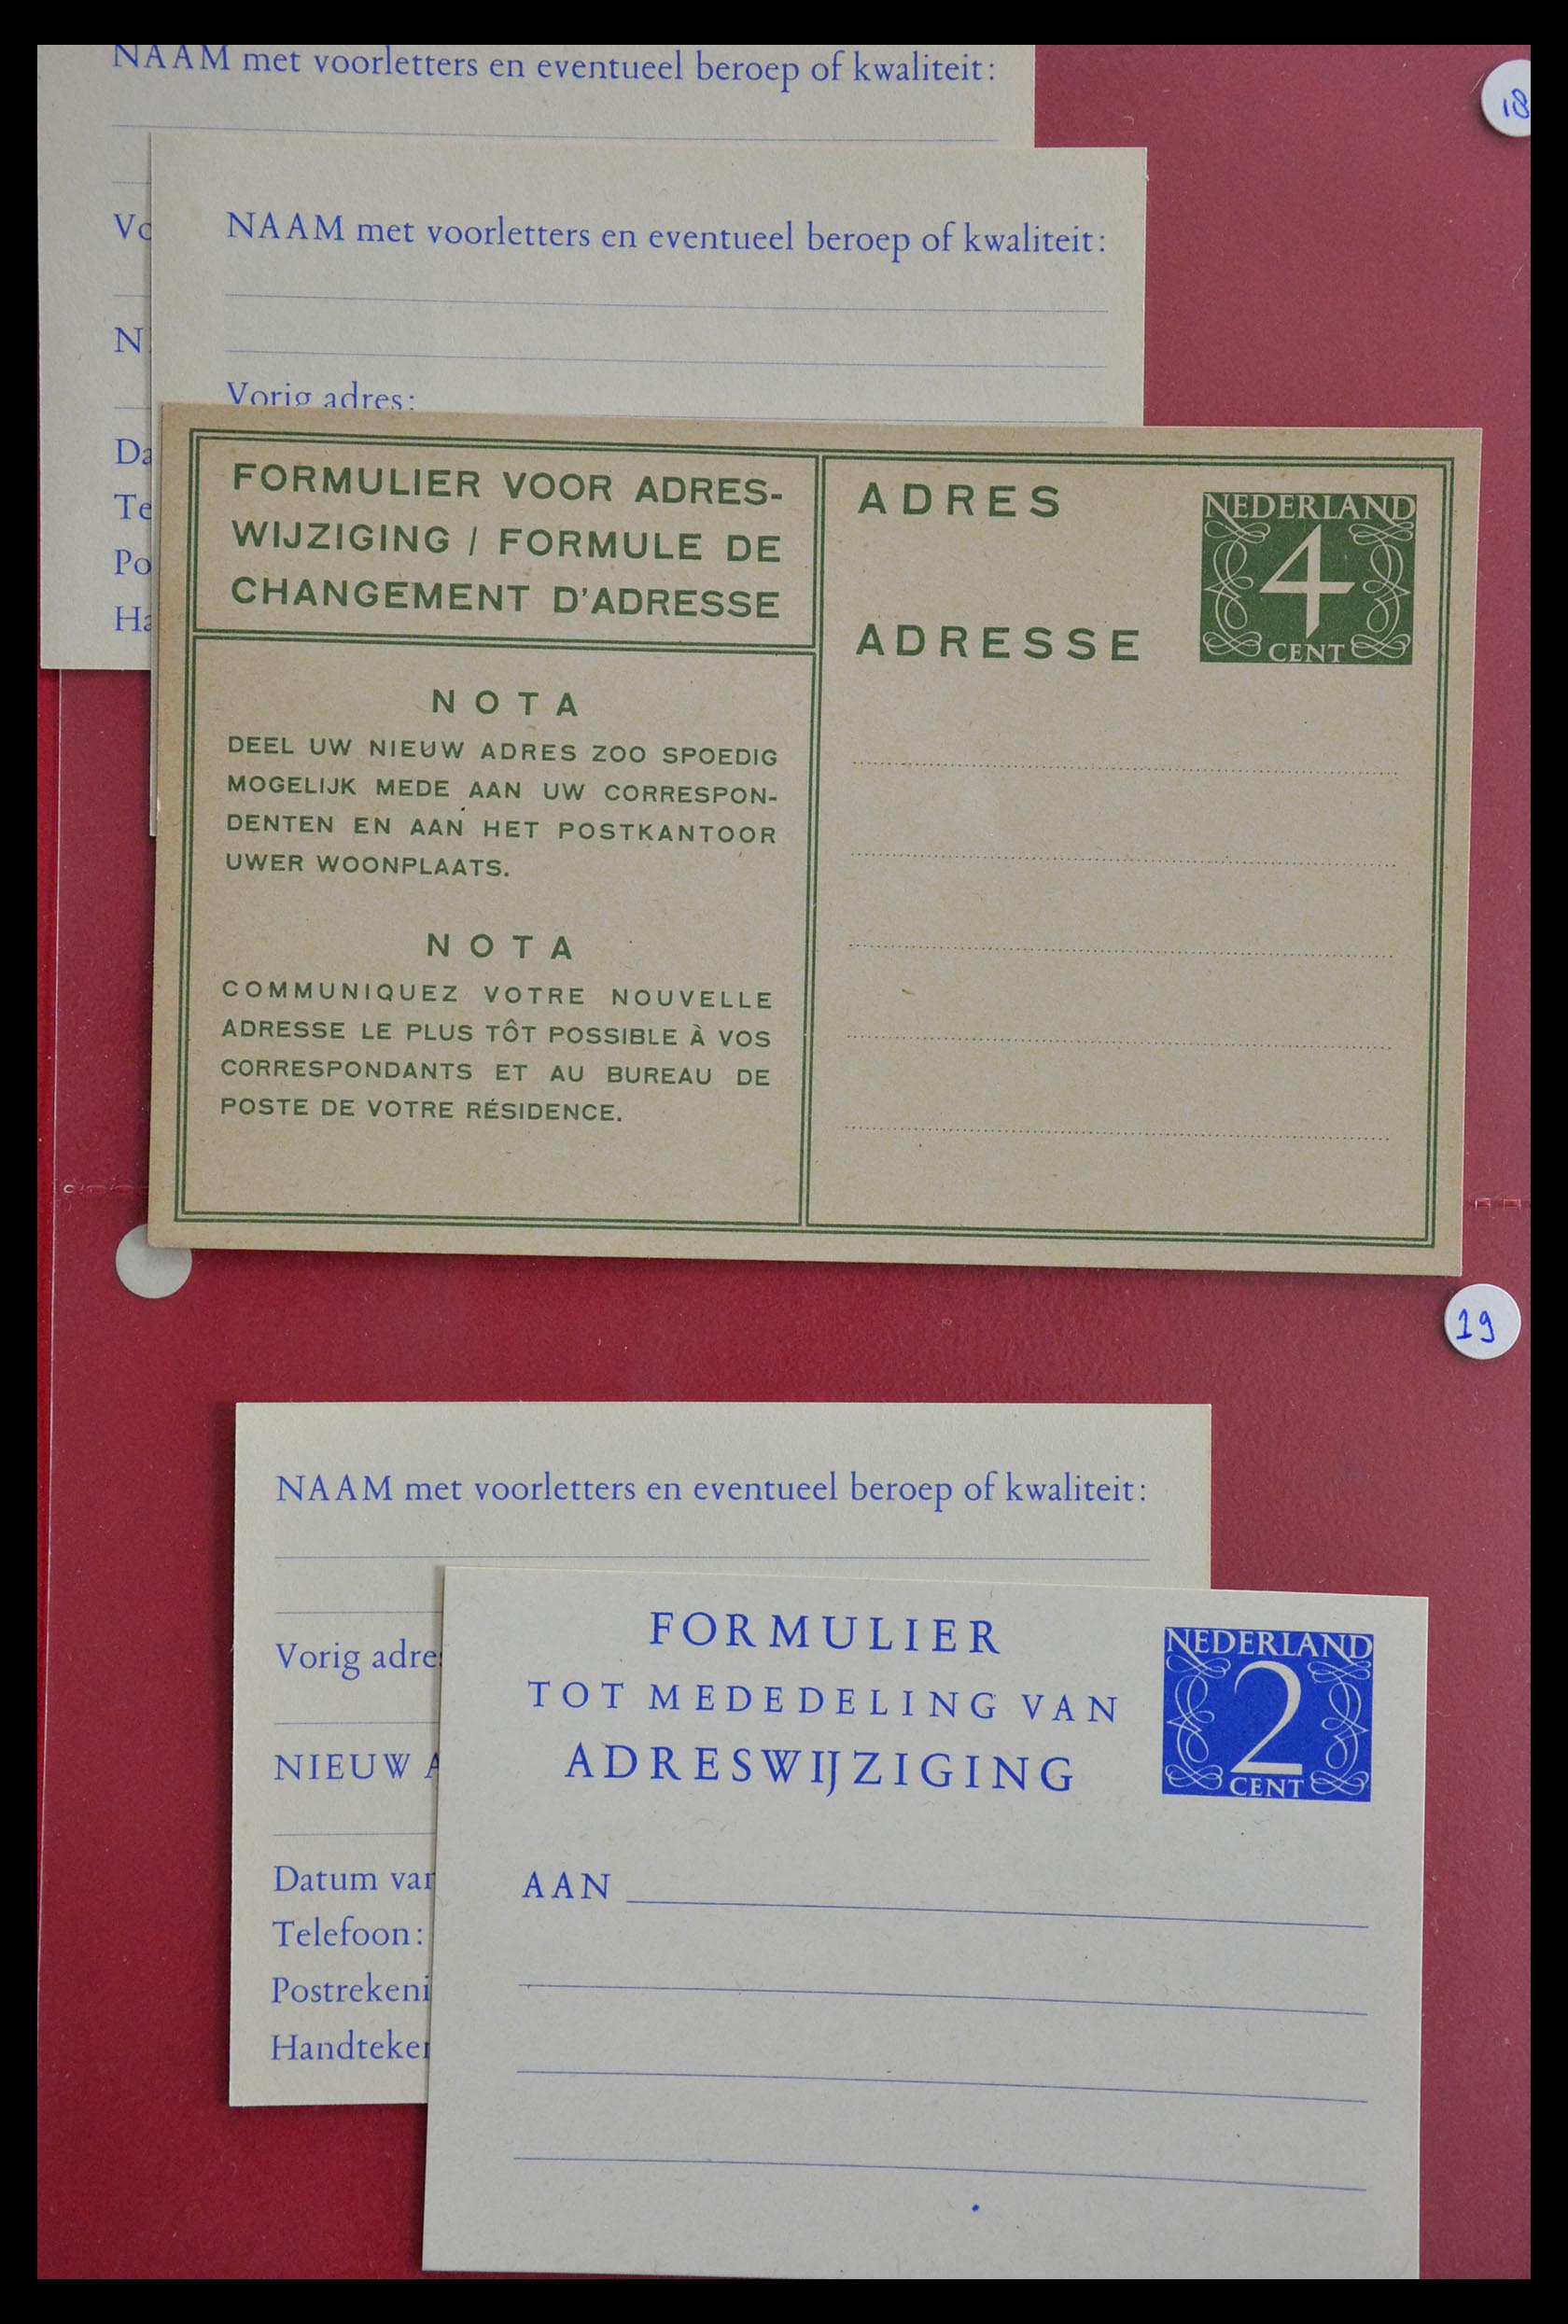 NAAM met voorletters en eventueel beroep of kwaliteit:
18
NAAM met voorletters en eventueel beroep of kwaliteit:
Vorig adres:
FORMULIER VOOR ADRES-
WIJZIGING / FORMULE DE
CHANGEMENT D'ADRESSE
NOTA
DEEL UW NIEUW ADRES ZOO SPOEDIG
MOGELIJK MEDE AAN UW CORRESPON-
DENTEN EN AAN HET POSTKANTOOR
UWER WOONPLAATS.
NOTA
COMMUNIQUEZ VOTRE NOUVELLE
ADRESSE LE PLUS TÔT POSSIBLE À VOS
CORRESPONDANTS ET AU BUREAU DE
POSTE DE VOTRE RÉSIDENCE.
ADRES
ADRESSE
NEDERLAND
4
CENT
19
NAAM met voorletters en eventueel beroep of kwaliteit:
Vorig
NIEUW
Datum
Telefoon:
FORMULIER
TOT MEDEDELING VAN
ADRESWIJZIGING
NEDERLAND
2
CENT
AAN